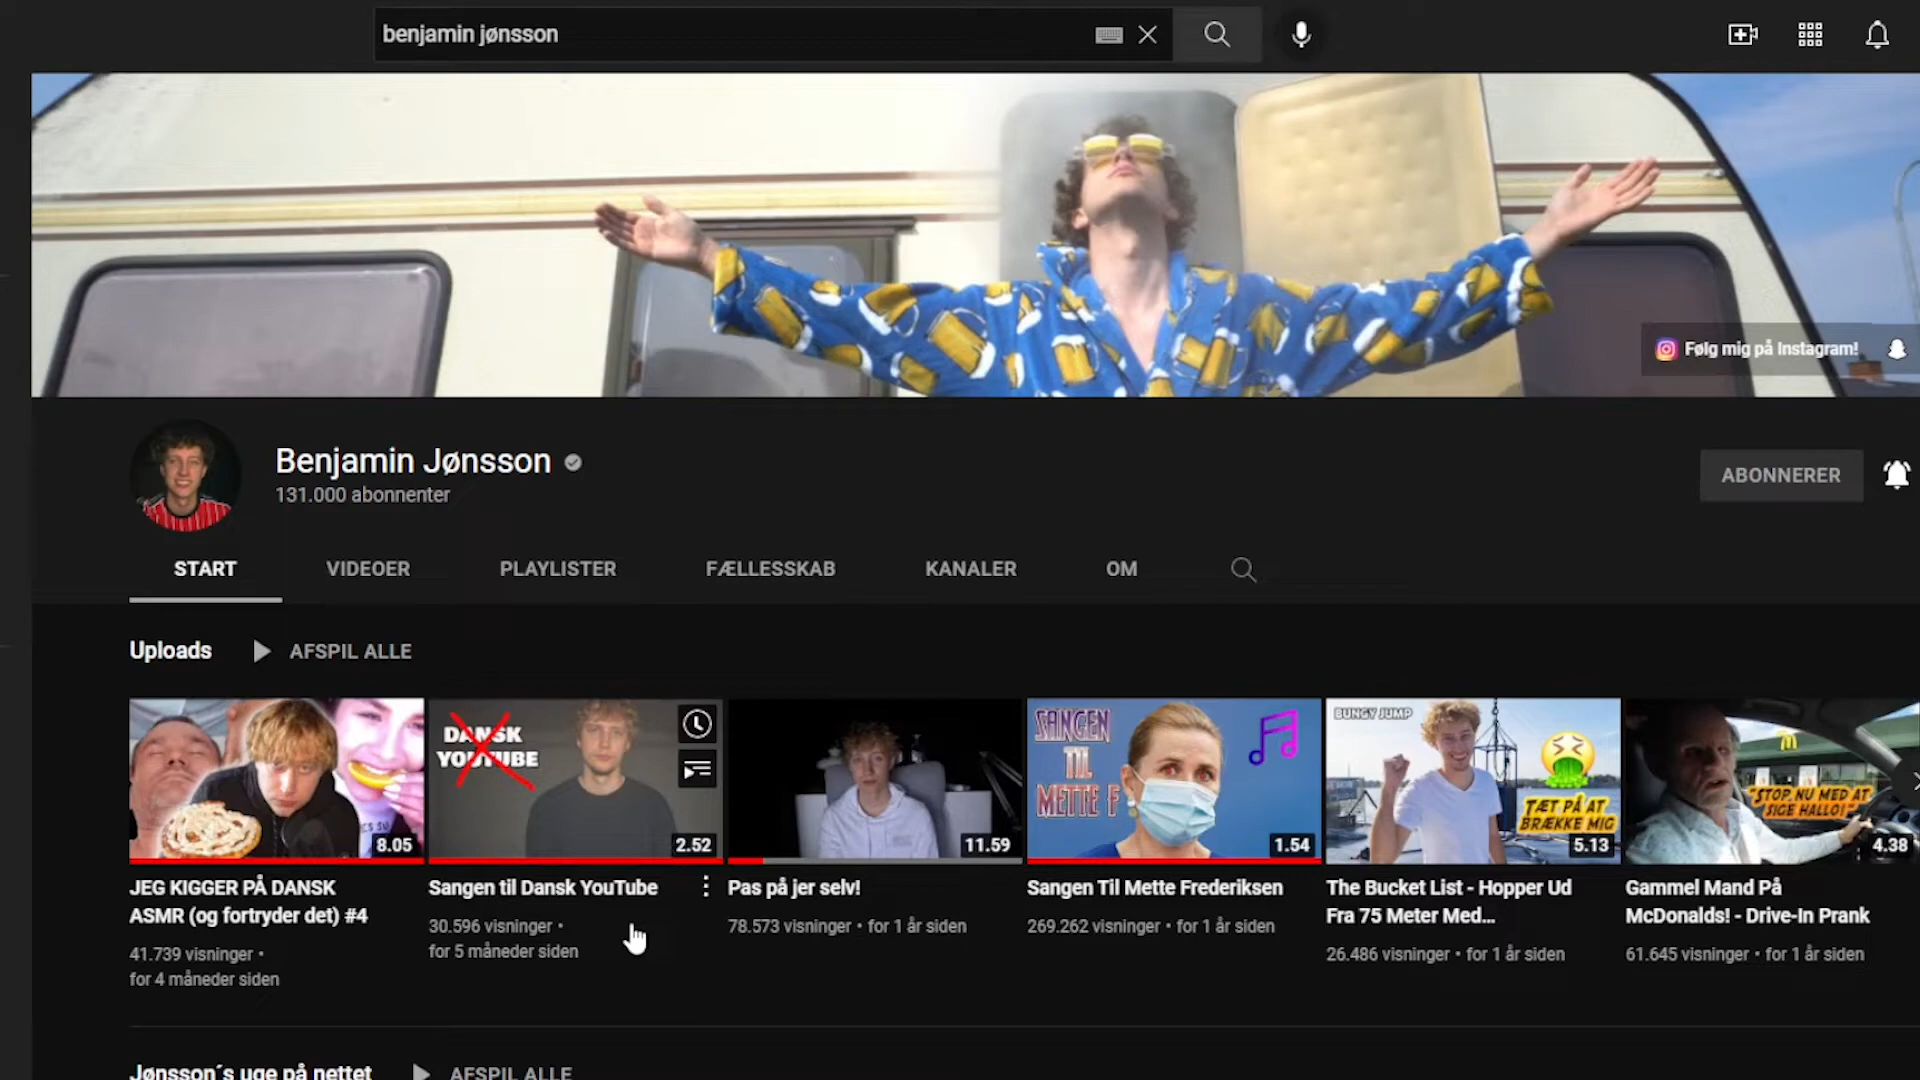 benjamin jønsson
Følg mig på Instagram!
Benjamin Jønsson
131.000 abonnenter
ABONNERER
START
VIDEOER
PLAYLISTER
FÆLLESSKAB
KANALER
OM
Uploads
AFSPIL ALLE
8.05
JEG KIGGER PÅ DANSK
ASMR (og fortryder det) #4
41.739 visninger •
for 4 måneder siden
DANSK
YOUTUBE
2.52
Sangen til Dansk YouTube
30.596 visninger •
for 5 måneder siden
11.59
Pas på jer selv!
78.573 visninger • for 1 år siden
SANGEN
TIL
METTE F
1.54
Sangen Til Mette Frederiksen
269.262 visninger • for 1 år siden
BUNGY JUMP
TÆT PÅ AT
BRÆKKE MIG
5.13
The Bucket List - Hopper Ud
Fra 75 Meter Med...
26.486 visninger • for 1 år siden
"STOP NU MED AT
SIGE HALLO!"
4.38
Gammel Mand På
McDonalds! - Drive-In Prank
61.645 visninger • for 1 år siden
Jønsson´s uge på nettet
AFSPIL ALLE